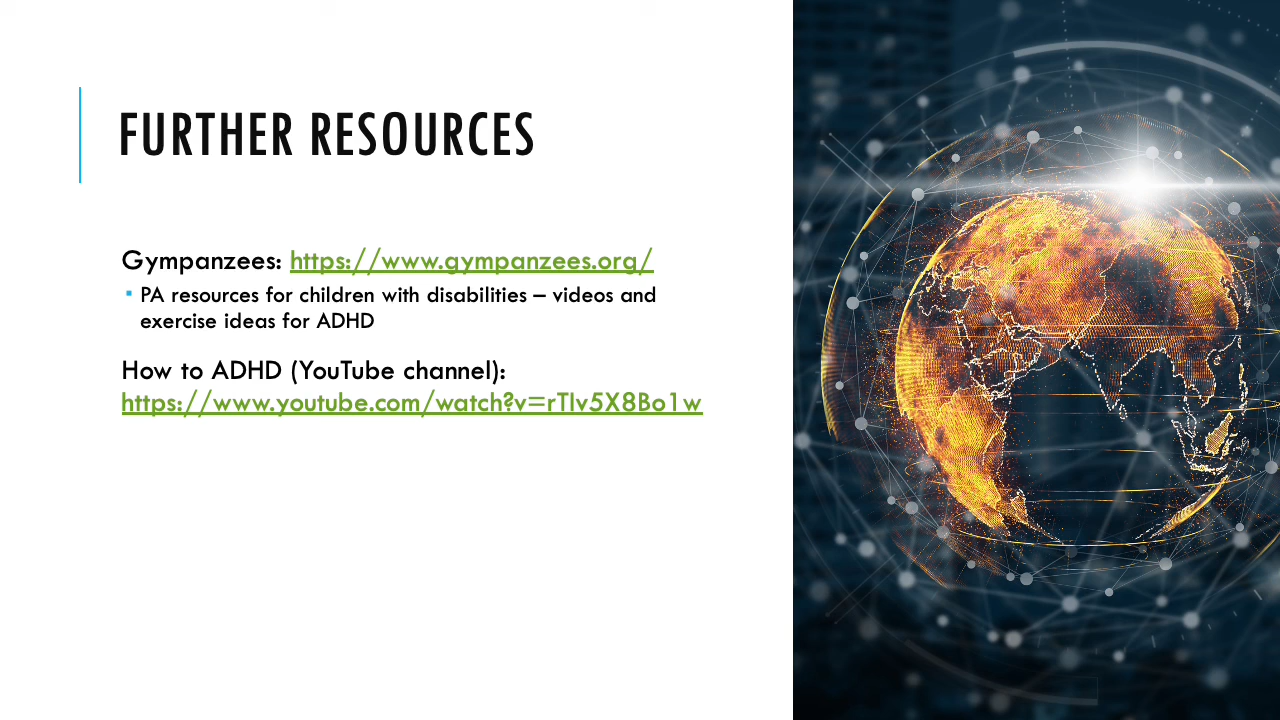 FURTHER RESOURCES
Gympanzees: https://www.gympanzees.org/
▪ PA resources for children with disabilities – videos and
exercise ideas for ADHD
How to ADHD (YouTube channel):
https://www.youtube.com/watch?v=rTlv5X8Bo1w